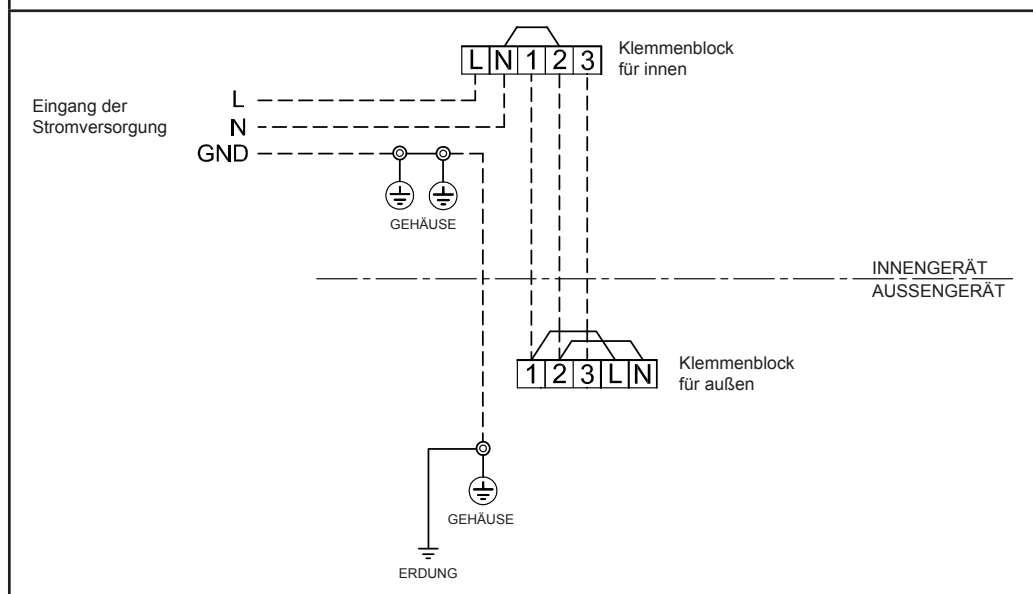 L N 1 2 3
Klemmenblock
für innen
Eingang der
Stromversorgung
L
N
GND
GEHÄUSE
INNENGERÄT
AUSSENGERÄT
1 2 3 L N
Klemmenblock
für außen
GEHÄUSE
ERDUNG